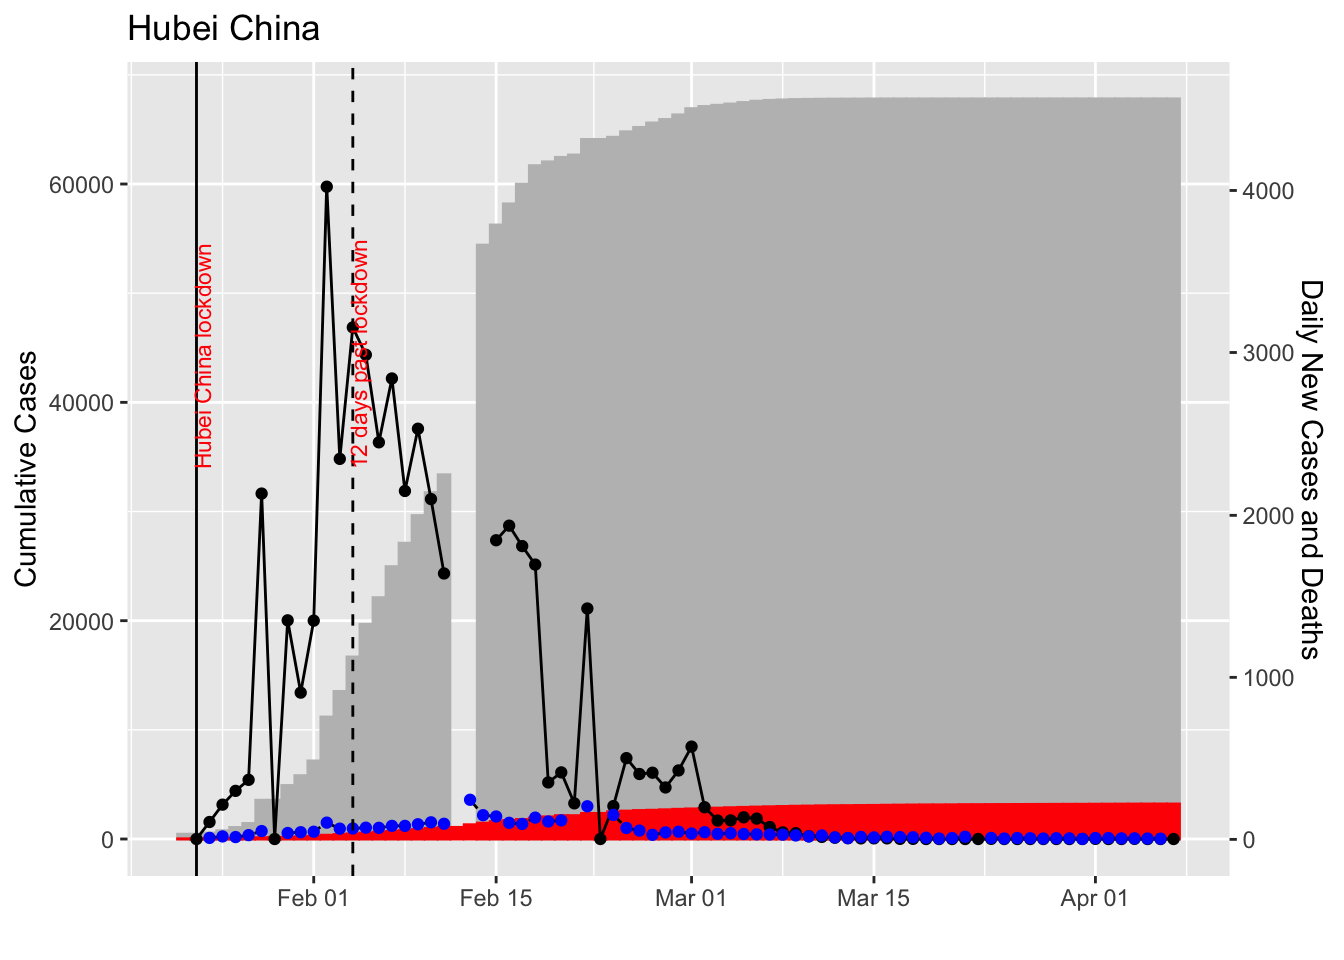 Hubei China
Cumulative Cases
60000
40000
20000
0
Hubei China lockdown
12 days past lockdown
4000
3000
2000
1000
0
Daily New Cases and Deaths
Feb 01
Feb 15
Mar 01
Mar 15
Apr 01